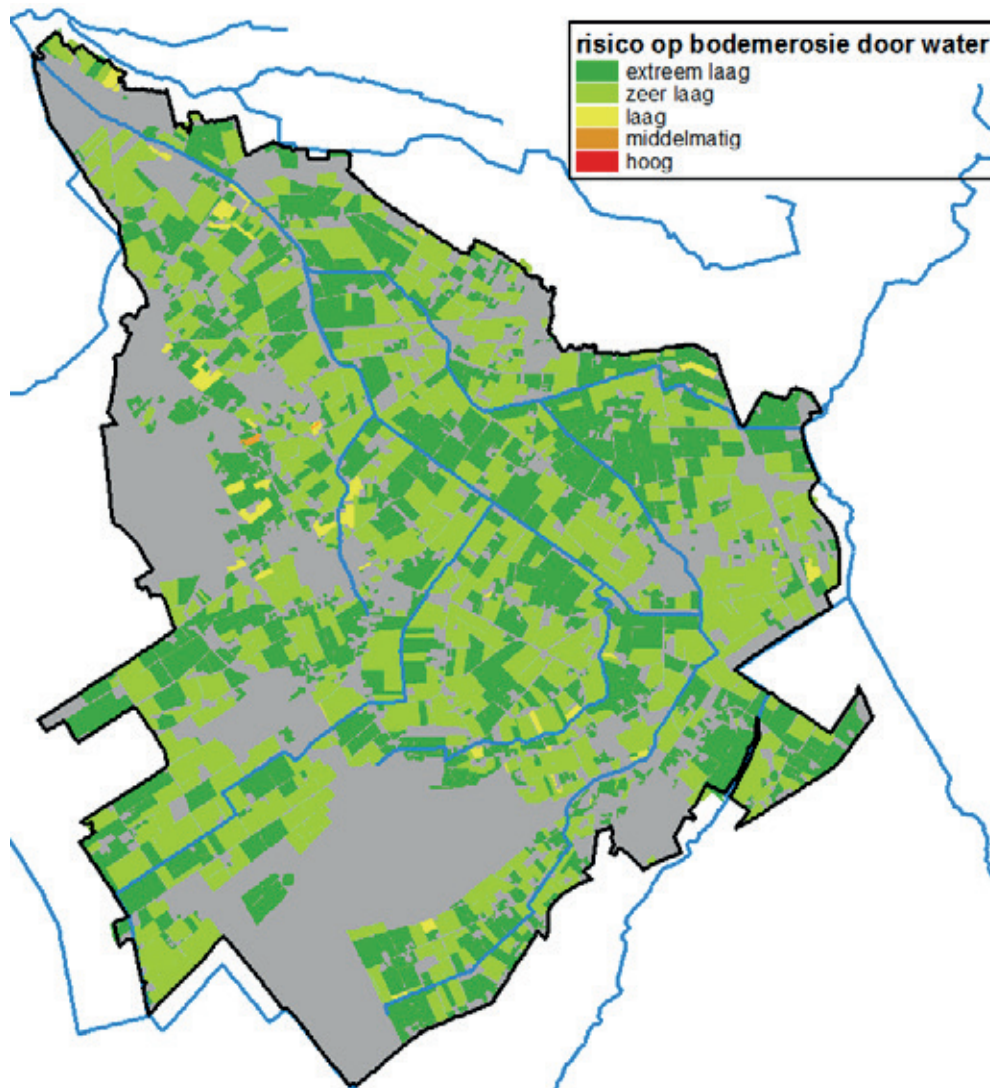 risico op bodemerosie door water
extreem laag
zeer laag
laag
middelmatig
hoog